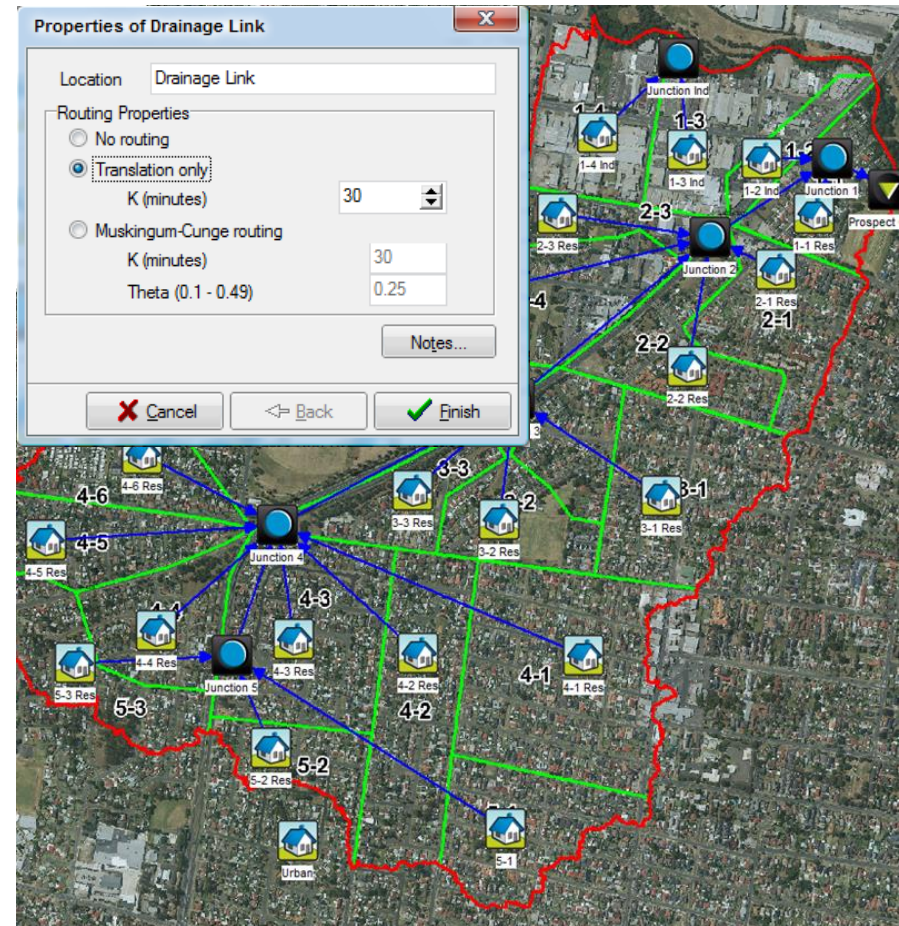 Properties of Drainage Link
Location Drainage Link
Routing Properties
No routing
Translation only
K (minutes) 30
Muskingum-Cunge routing
K (minutes) 30
Theta (0.1 - 0.49) 0.25
Notes...
Cancel
Back
Finish
Junction Ind
1-3
1-4 Ind
1-3 Ind
1-2 Ind
Junction 1
Prospect
2-3
2-3 Res
1-1 Res
Junction 2
2-1 Res
2-1
2-2
2-2 Res
3
3-3
4-6 Res
4-6
3-3 Res
3-2 Res
3-1 Res
4-5
4-5 Res
Junction 4
4-3
4-4 Res
4-3 Res
4-2 Res
4-1
4-1 Res
5-3 Res
Junction 5
5-3
4-2
5-2
5-2 Res
5-1
Urban